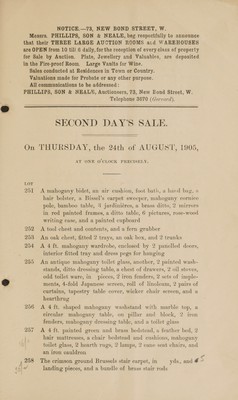 NOTICE.—73, NEW BOND STREET, W.
Messrs. PHILLIPS, SON & NEALE, beg respectfully to announce
that their THREE LARGE AUCTION ROOMS and WAREHOUSES
are OPEN from 10 till 6 daily, for the reception of every class of property
for Sale by Auction. Plate, Jewellery and Valuables, are deposited
in the Fire-proof Room. Large Vaults for Wine.
Sales conducted at Residences in Town or Country.
Valuations made for Probate or any other purpose.
All communications to be addressed:
PHILLIPS, SON & NEALE, Auctioneers, 73, New Bond Street, W.
Telephone 2670 (Gerrard).
SECOND DAY'S SALE.
On THURSDAY, the 24th of AUGUST, 1905,
AT ONE O'CLOCK PRECISELY.
LOT
251 A mahogany bidet, an air cushion, foot bath, a hand bag, a
hair bolster, a Bissel's carpet sweeper, mahogany cornice
pole, bamboo table, 6 jardinières, a brass ditto, 2 mirrors
in red painted frames, a ditto table, 6 pictures, rose-wood
writing case, and a painted cupboard
252 A tool chest and contents, and a fern grabber
253 An oak chest, fitted 2 trays, an oak box, and 2 trunks
254 A 4 ft. mahogany wardrobe, enclosed by 2 panelled doors,
interior fitted tray and dress pegs for hanging
255 An antique mahogany toilet glass, another, 2 painted wash-
stands, ditto dressing table, a chest of drawers, 2 oil stoves,
odd toilet ware, in pieces, 2 iron fenders, 2 sets of imple-
ments, 4-fold Japanese screen, roll of linoleum, 2 pairs of
curtains, tapestry table cover, wicker chair woven, and a
hearthrug
256 A 4 ft. shaped mahogany washstand with marble top, a
circular mahogany table, on pillar and block, 2 iron
fenders, mahogany dressing table, and a toilet glass
257 A 4 ft. painted green and brass bedstead, a feather bed, 2
hair mattresses, a chair bedstead and cushions, mahogany
toilet glass, 2 hearth rugs, 2 lamps, 2 cane seat chairs, and
an iron cauldron
258 The crimson ground Brussels stair carpet, in yds., and
landing pieces, and a bundle of brass stair rods